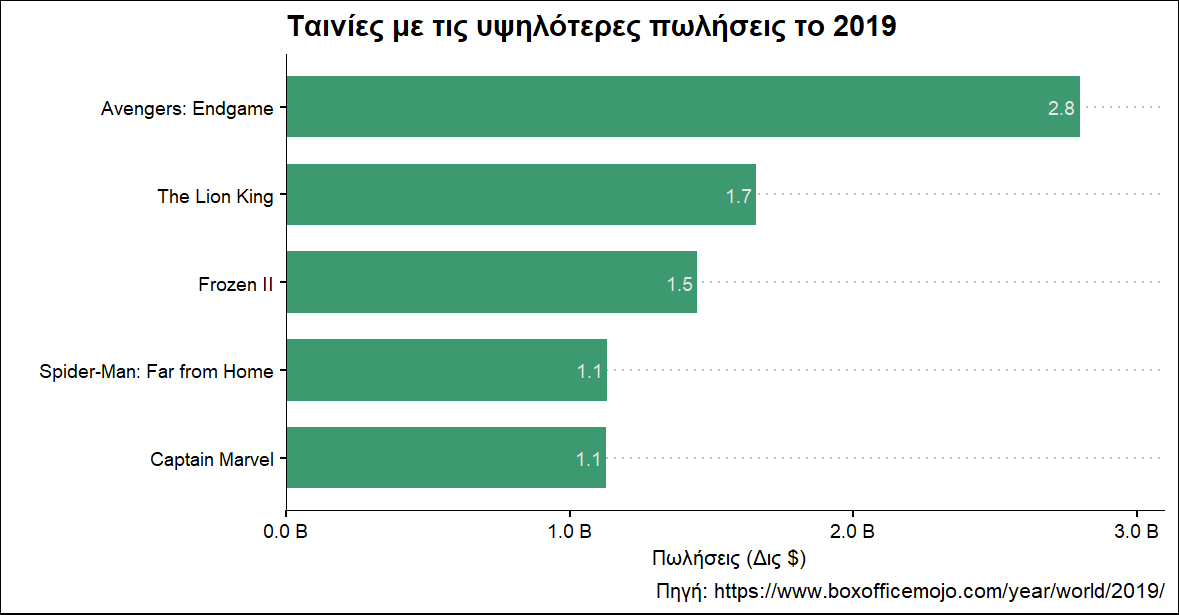 Ταινίες με τις υψηλότερες πωλήσεις το 2019
Avengers: Endgame
2.8
The Lion King
1.7
Frozen II
1.5
Spider-Man: Far from Home
1.1
Captain Marvel
1.1
0.0 B
1.0 B
2.0 B
3.0 B
Πωλήσεις (Δις $)
Πηγή: https://www.boxofficemojo.com/year/world/2019/